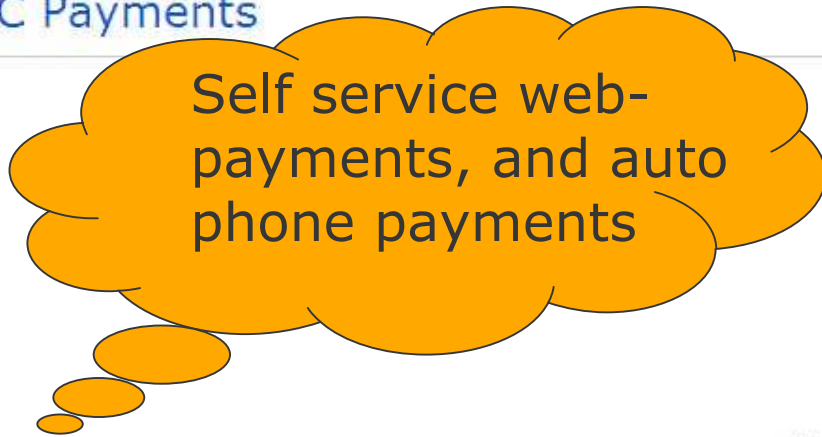 C Payments
Self service web-
payments, and auto
phone payments